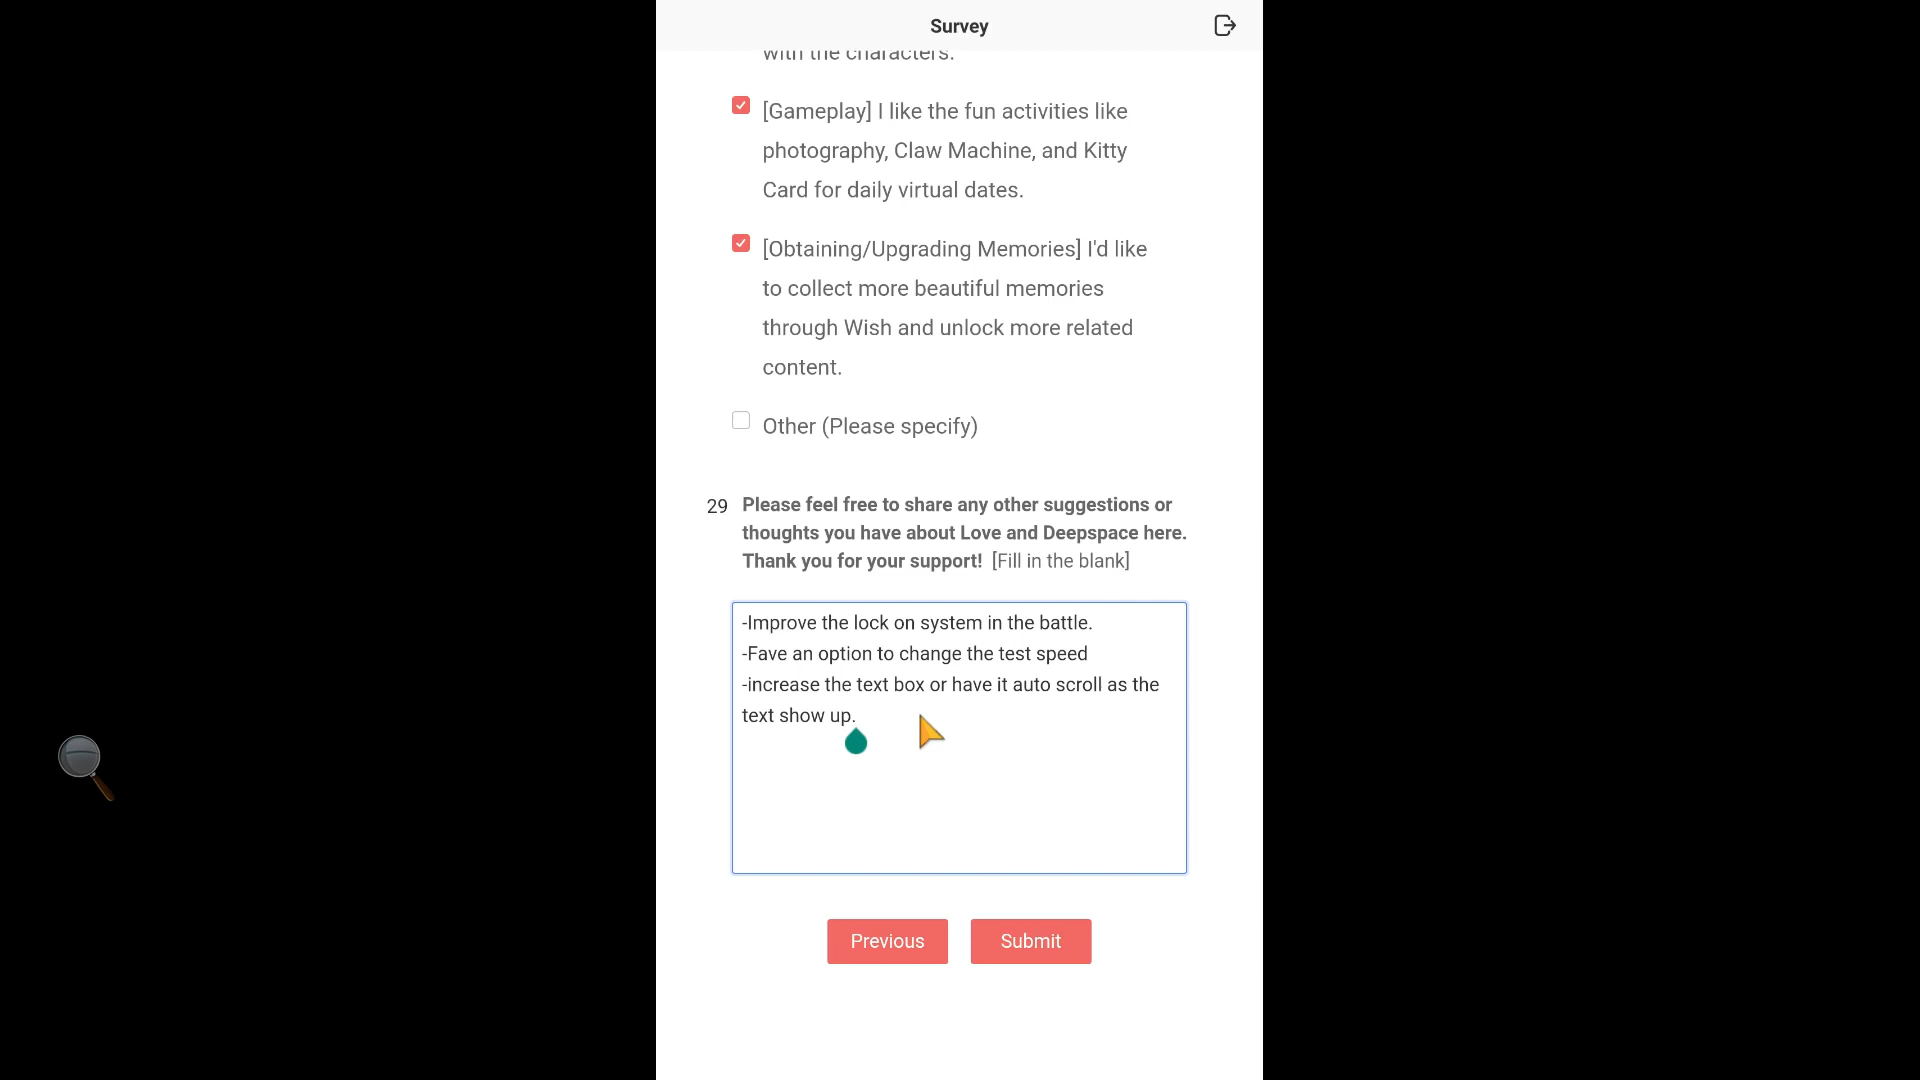 Survey
with the characters.
[Gameplay] I like the fun activities like
photography, Claw Machine, and Kitty
Card for daily virtual dates.
[Obtaining/Upgrading Memories] I'd like
to collect more beautiful memories
through Wish and unlock more related
content.
Other (Please specify)
29 Please feel free to share any other suggestions or
thoughts you have about Love and Deepspace here.
Thank you for your support! [Fill in the blank]
-Improve the lock on system in the battle.
-Fave an option to change the test speed
-increase the text box or have it auto scroll as the
text show up.
Previous Submit